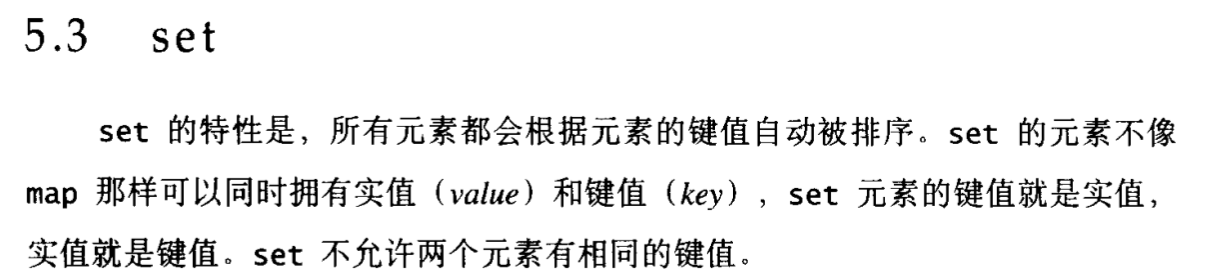 5.3 set
set 的特性是，所有元素都会根据元素的键值自动被排序。set 的元素不像
map 那样可以同时拥有实值（value）和键值（key），set 元素的键值就是实值，
实值就是键值。set 不允许两个元素有相同的键值。